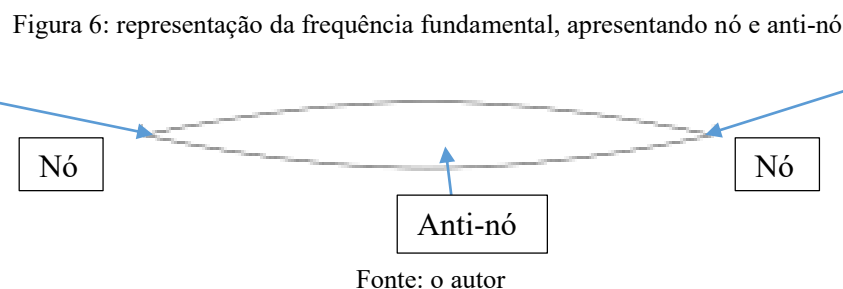 Figura 6: representação da frequência fundamental, apresentando nó e anti-nó
Nó
Nó
Anti-nó
Fonte: o autor